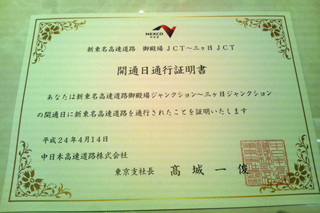 NEXCO
新東名高速道路 御殿場JCT～三ヶ日JCT
開通日通行証明書
あなたは新東名高速道路御殿場ジャンクション～三ヶ日ジャンクション
の開通日に新東名高速道路を通行されたことを証明いたします
平成24年4月14日
中日本高速道路株式会社
東京支社長 髙城一俊